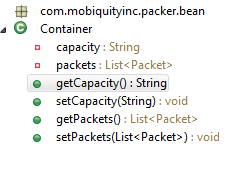 com.mobiquityinc.packer.bean
Container
capacity : String
packets : List<Packet>
getCapacity() : String
setCapacity(String) : void
getPackets() : List<Packet>
setPackets(List<Packet>) : void